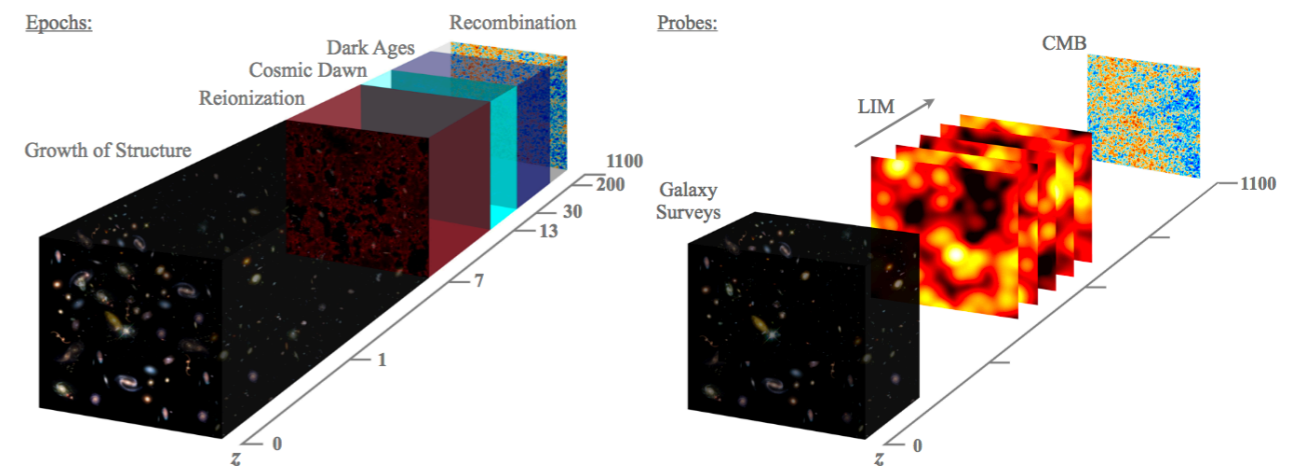 Epochs:
Recombination
Dark Ages
Cosmic Dawn
Reionization
Growth of Structure
1100
200
30
13
7
1
0
z
Probes:
CMB
LIM
Galaxy
Surveys
1100
0
z